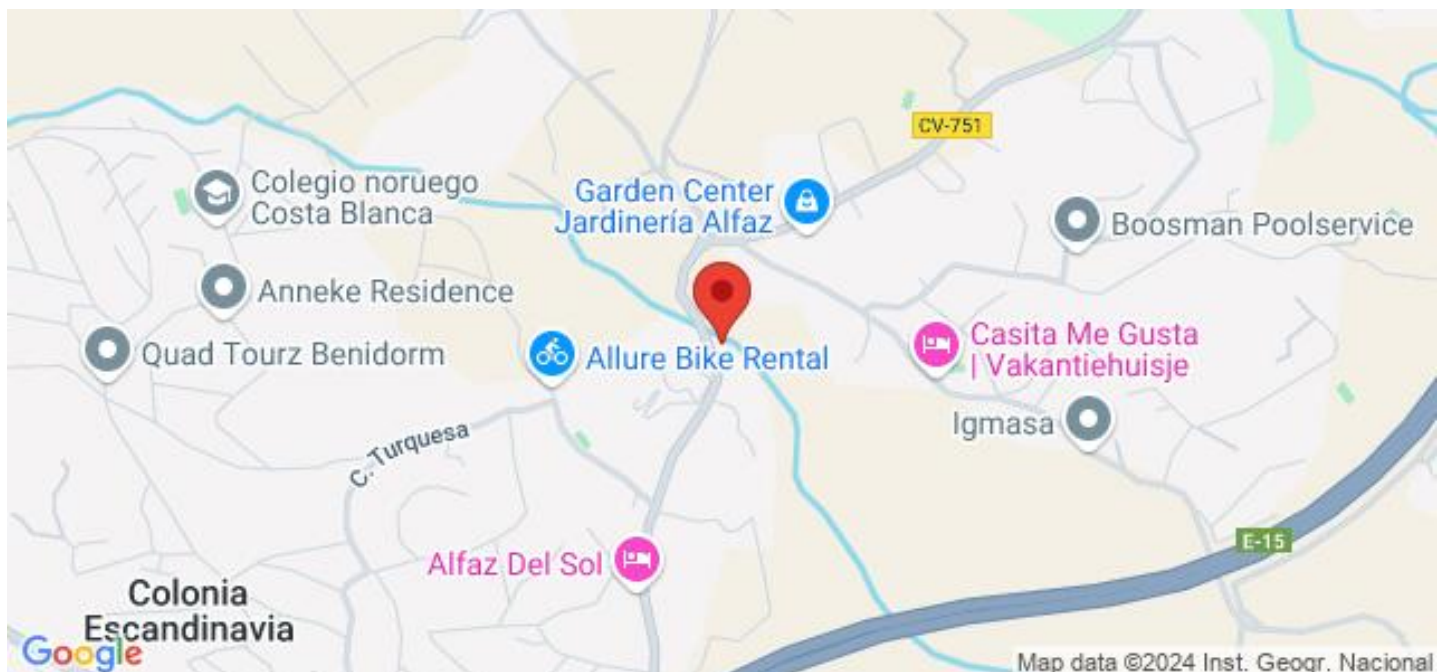 CV-751
Colegio noruego
Costa Blanca
Garden Center
Jardinería Alfaz
Boosman Poolservice
Anneke Residence
Quad Tourz Benidorm
Allure Bike Rental
Casita Me Gusta
| Vakantiehuisje
Igmasa
C. Turquesa
E-15
Alfaz Del Sol
Colonia
Escandinavia
Google
Map data ©2024 Inst. Geogr. Nacional